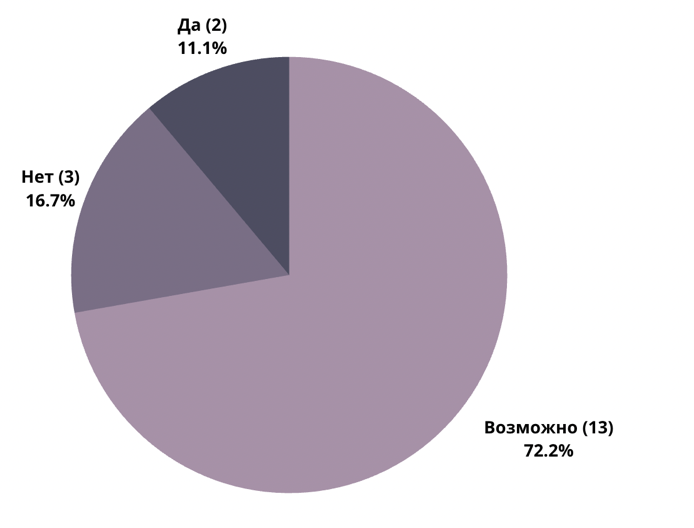 Да (2)
11.1%
Нет (3)
16.7%
Возможно (13)
72.2%